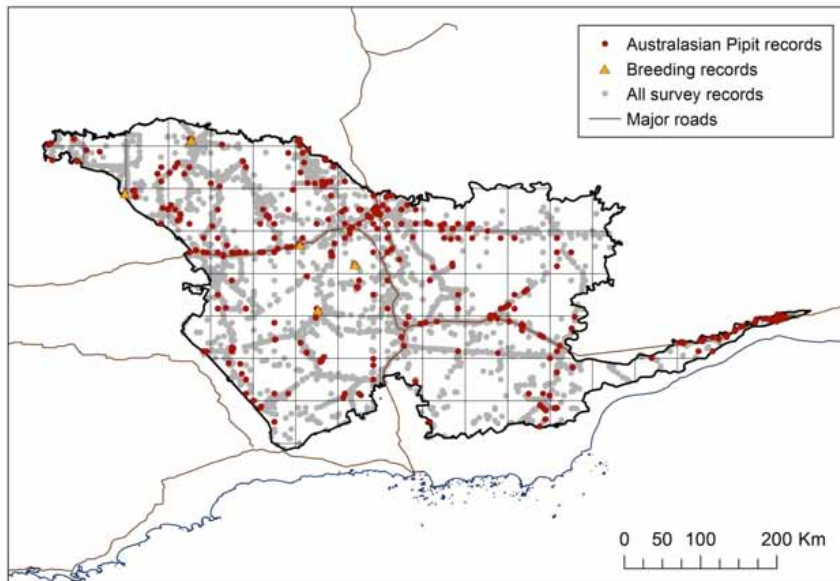 Australasian Pipit records
Breeding records
All survey records
Major roads
0 50 100 200 Km